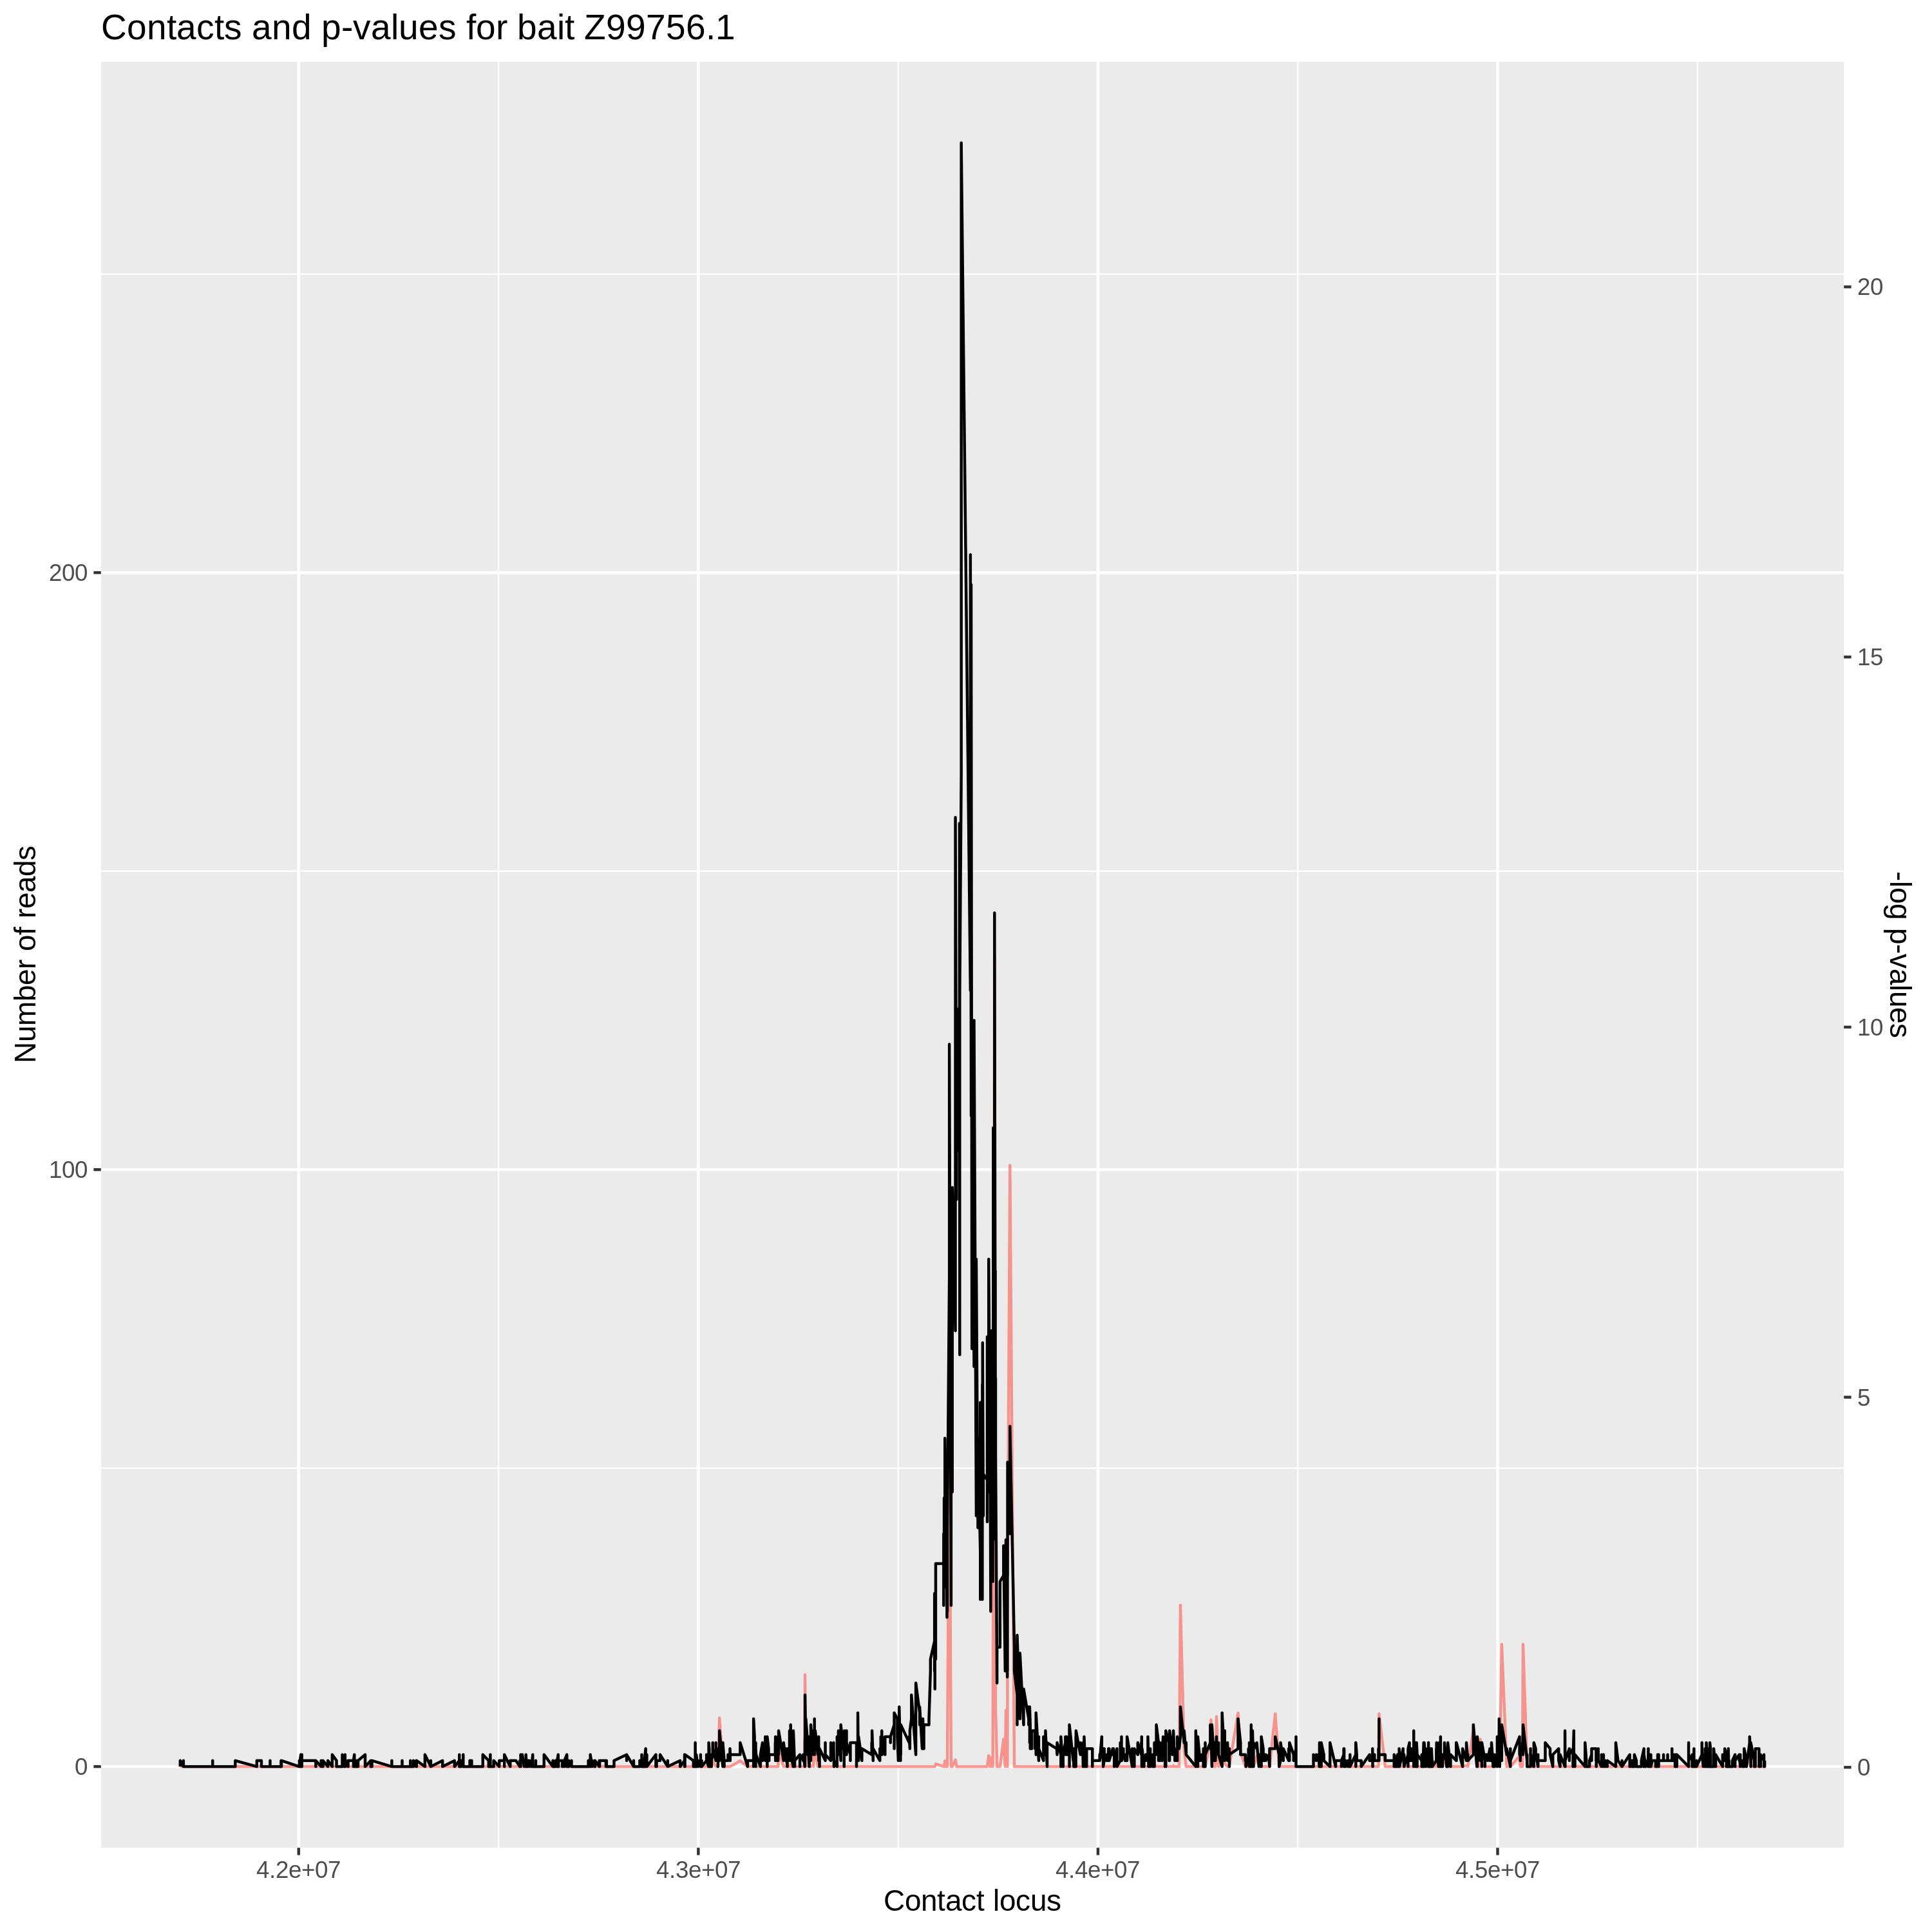 Contacts and p-values for bait Z99756.1
Number of reads
200
100
0
20
15
10
5
0
-log p-values
4.2e+07 4.3e+07 4.4e+07 4.5e+07
Contact locus